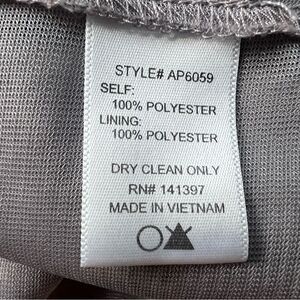 STYLE# AP6059
SELF:
100% POLYESTER
LINING:
100% POLYESTER
DRY CLEAN ONLY
RN# 141397
MADE IN VIETNAM